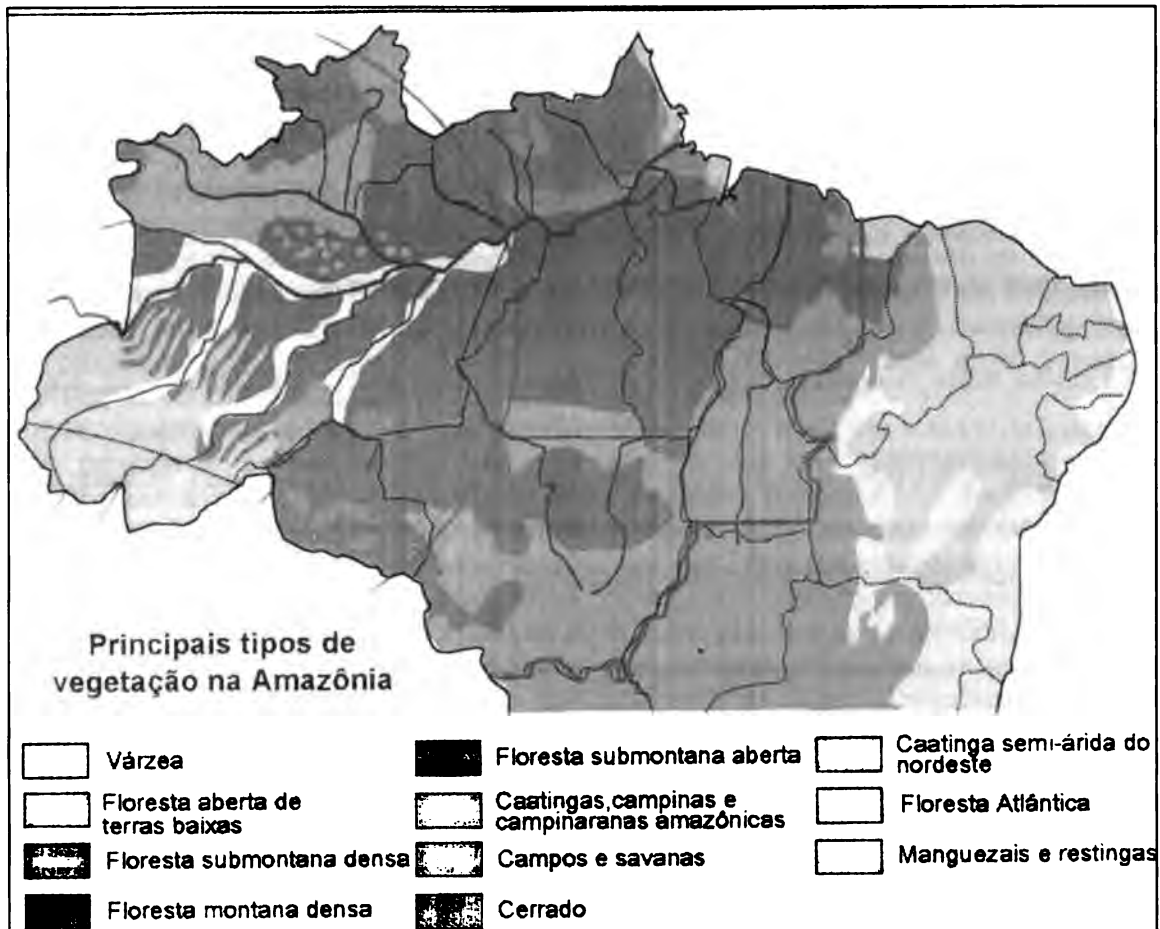 Principais tipos de
vegetação na Amazônia
Várzea
Floresta aberta de
terras baixas
Floresta submontana densa
Floresta montana densa
Floresta submontana aberta
Caatingas,campinas e
campinaranas amazônicas
Campos e savanas
Cerrado
Caatinga semi-árida do
nordeste
Floresta Atlântica
Manguezais e restingas